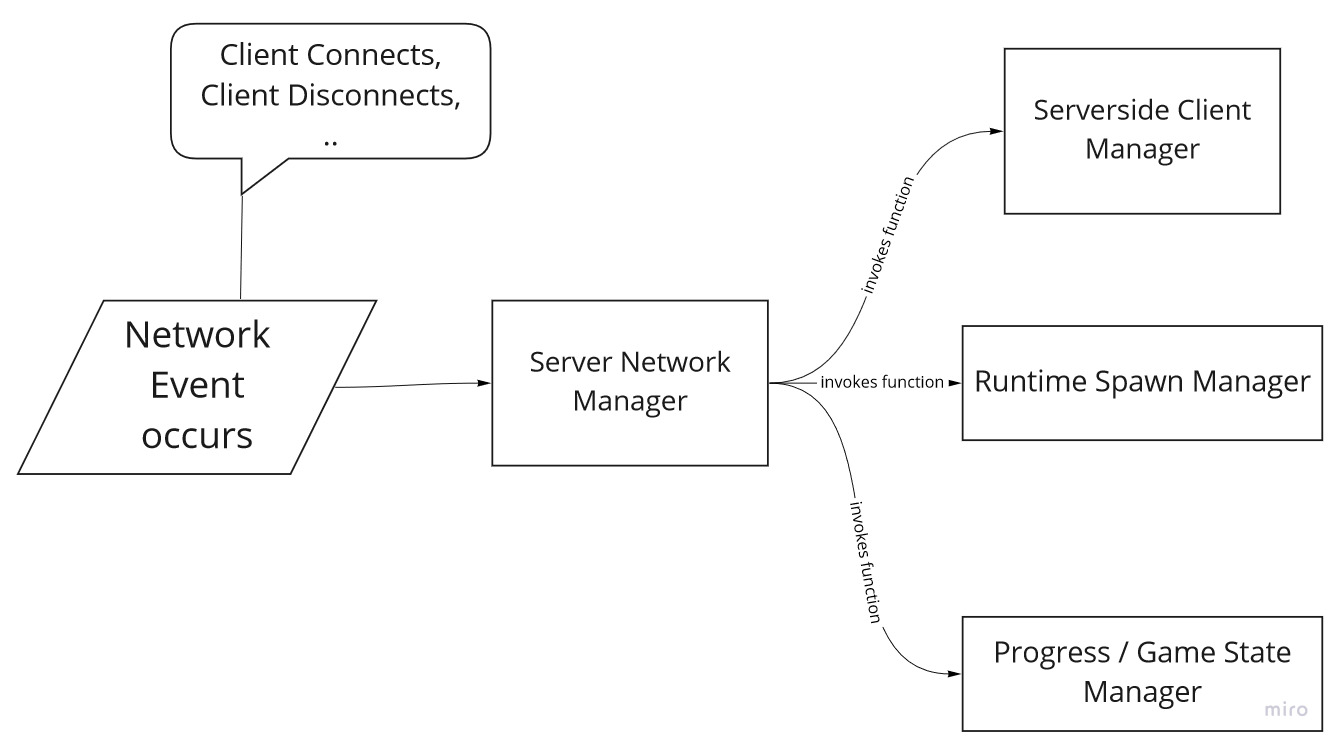 Client Connects,
Client Disconnects,
..
Network
Event
occurs
Server Network
Manager
invokes function
Serverside Client
Manager
invokes function
Runtime Spawn Manager
invokes function
Progress / Game State
Manager
miro